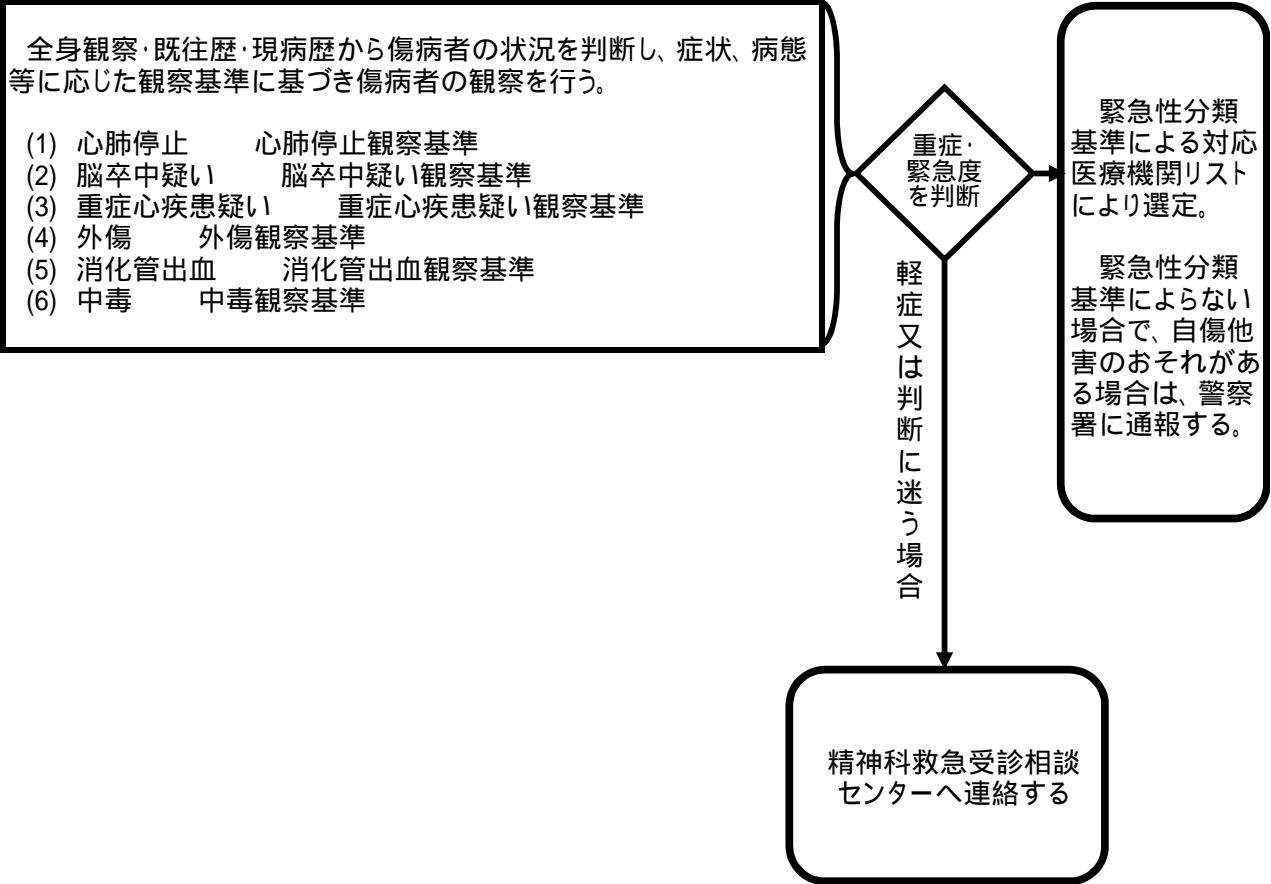 全身観察・既往歴・現病歴から傷病者の状況を判断し、症状、病態
等に応じた観察基準に基づき傷病者の観察を行う。
(1) 心肺停止　　心肺停止観察基準
(2) 脳卒中疑い　　脳卒中疑い観察基準
(3) 重症心疾患疑い　　重症心疾患疑い観察基準
(4) 外傷　　外傷観察基準
(5) 消化管出血　　消化管出血観察基準
(6) 中毒　　中毒観察基準
重症・
緊急度
を判断
緊急性分類
基準による対応
医療機関リスト
により選定。
緊急性分類
基準によらない
場合で、自傷他
害のおそれがあ
る場合は、警察
署に通報する。
軽症又は判断に迷う場合
精神科救急受診相談
センターへ連絡する